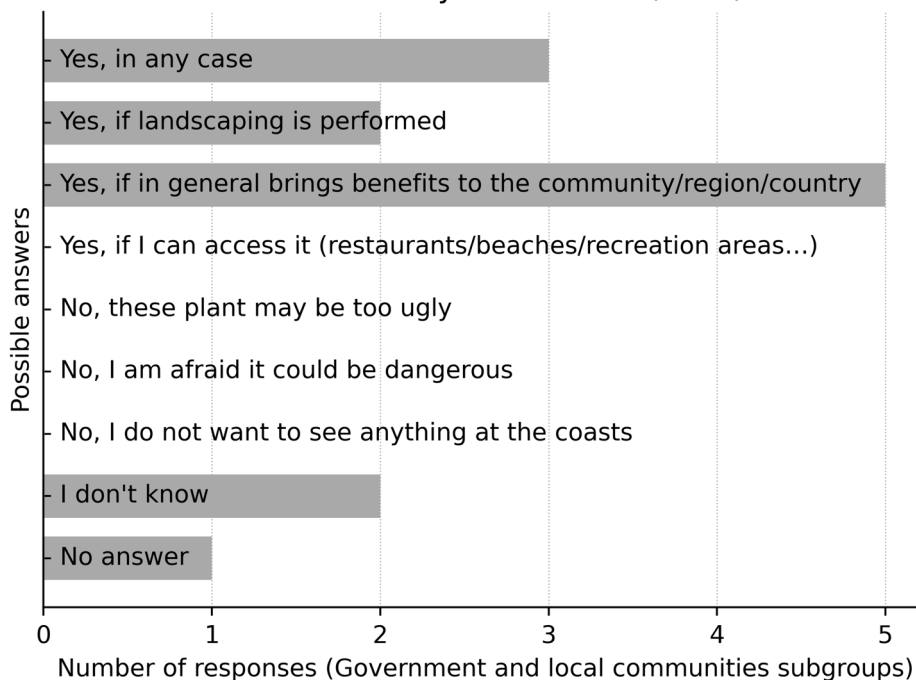 Yes, in any case
Yes, if landscaping is performed
Yes, if in general brings benefits to the community/region/country
Yes, if I can access it (restaurants/beaches/recreation areas...)
No, these plant may be too ugly
No, I am afraid it could be dangerous
No, I do not want to see anything at the coasts
I don't know
No answer
Possible answers
0 1 2 3 4 5
Number of responses (Government and local communities subgroups)